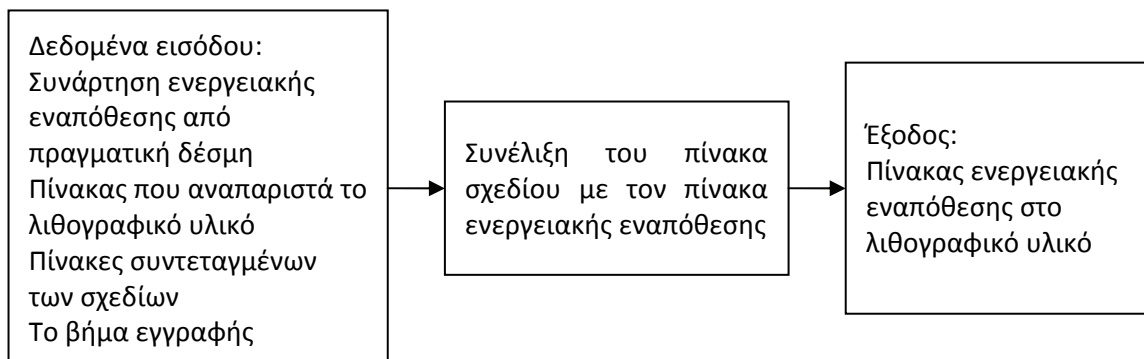 Δεδομένα εισόδου:
Συνάρτηση ενεργειακής
εναπόθεσης από
πραγματική δέσμη
Πίνακας που αναπαριστά το
λιθογραφικό υλικό
Πίνακες συντεταγμένων
των σχεδίων
Το βήμα εγγραφής
Συνέλιξη του πίνακα
σχεδίου με τον πίνακα
ενεργειακής εναπόθεσης
Έξοδος:
Πίνακας ενεργειακής
εναπόθεσης στο
λιθογραφικό υλικό